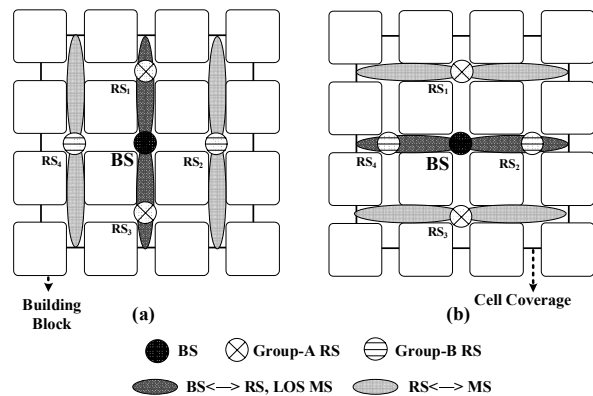 RS1
RS1
RS4
BS
RS2
RS4
BS
RS2
RS3
RS3
Building
Block
(a)
Cell Coverage
(b)
BS
Group-A RS
Group-B RS
BS<—>RS, LOS MS
RS<—>MS